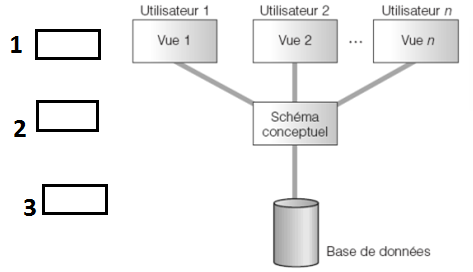 Utilisateur 1 Utilisateur 2 Utilisateur n
1 Vue 1 Vue 2 ... Vue n
2 Schéma
conceptuel
3
Base de données